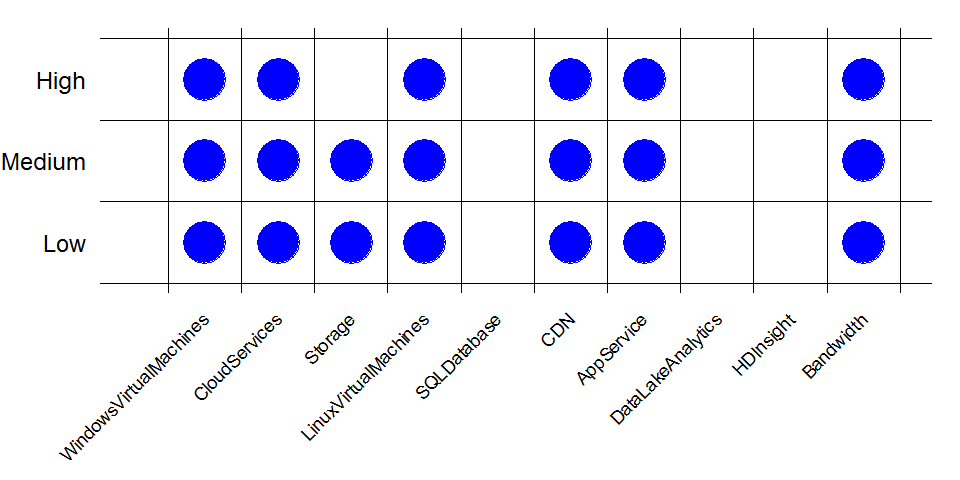 High
Medium
Low
WindowsVirtualMachines
CloudServices
Storage
LinuxVirtualMachines
SQLDatabase
CDN
AppService
DataLakeAnalytics
HDInsight
Bandwidth